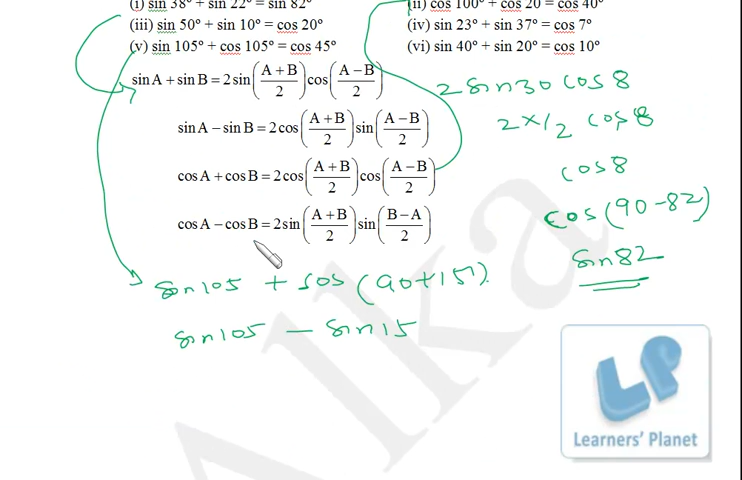 (i) sin 38° + sin 22° = sin 82°
(ii) cos 100° + cos 20 = cos 40°
(iii) sin 50° + sin 10° = cos 20°
(iv) sin 23° + sin 37° = cos 7°
(v) sin 105° + cos 105° = cos 45°
(vi) sin 40° + sin 20° = cos 10°
sin A + sin B = 2 sin((A + B)/2) cos((A − B)/2)
sin A − sin B = 2 cos((A + B)/2) sin((A − B)/2)
cos A + cos B = 2 cos((A + B)/2) cos((A − B)/2)
cos A − cos B = 2 sin((A + B)/2) sin((B − A)/2)
2 sin 30 cos 8
2 × 1/2 cos 8
cos 8
cos (90 - 82)
sin 82
sin 105 + cos (90 + 15)
sin 105 - sin 15
Alka
LP
Learners' Planet